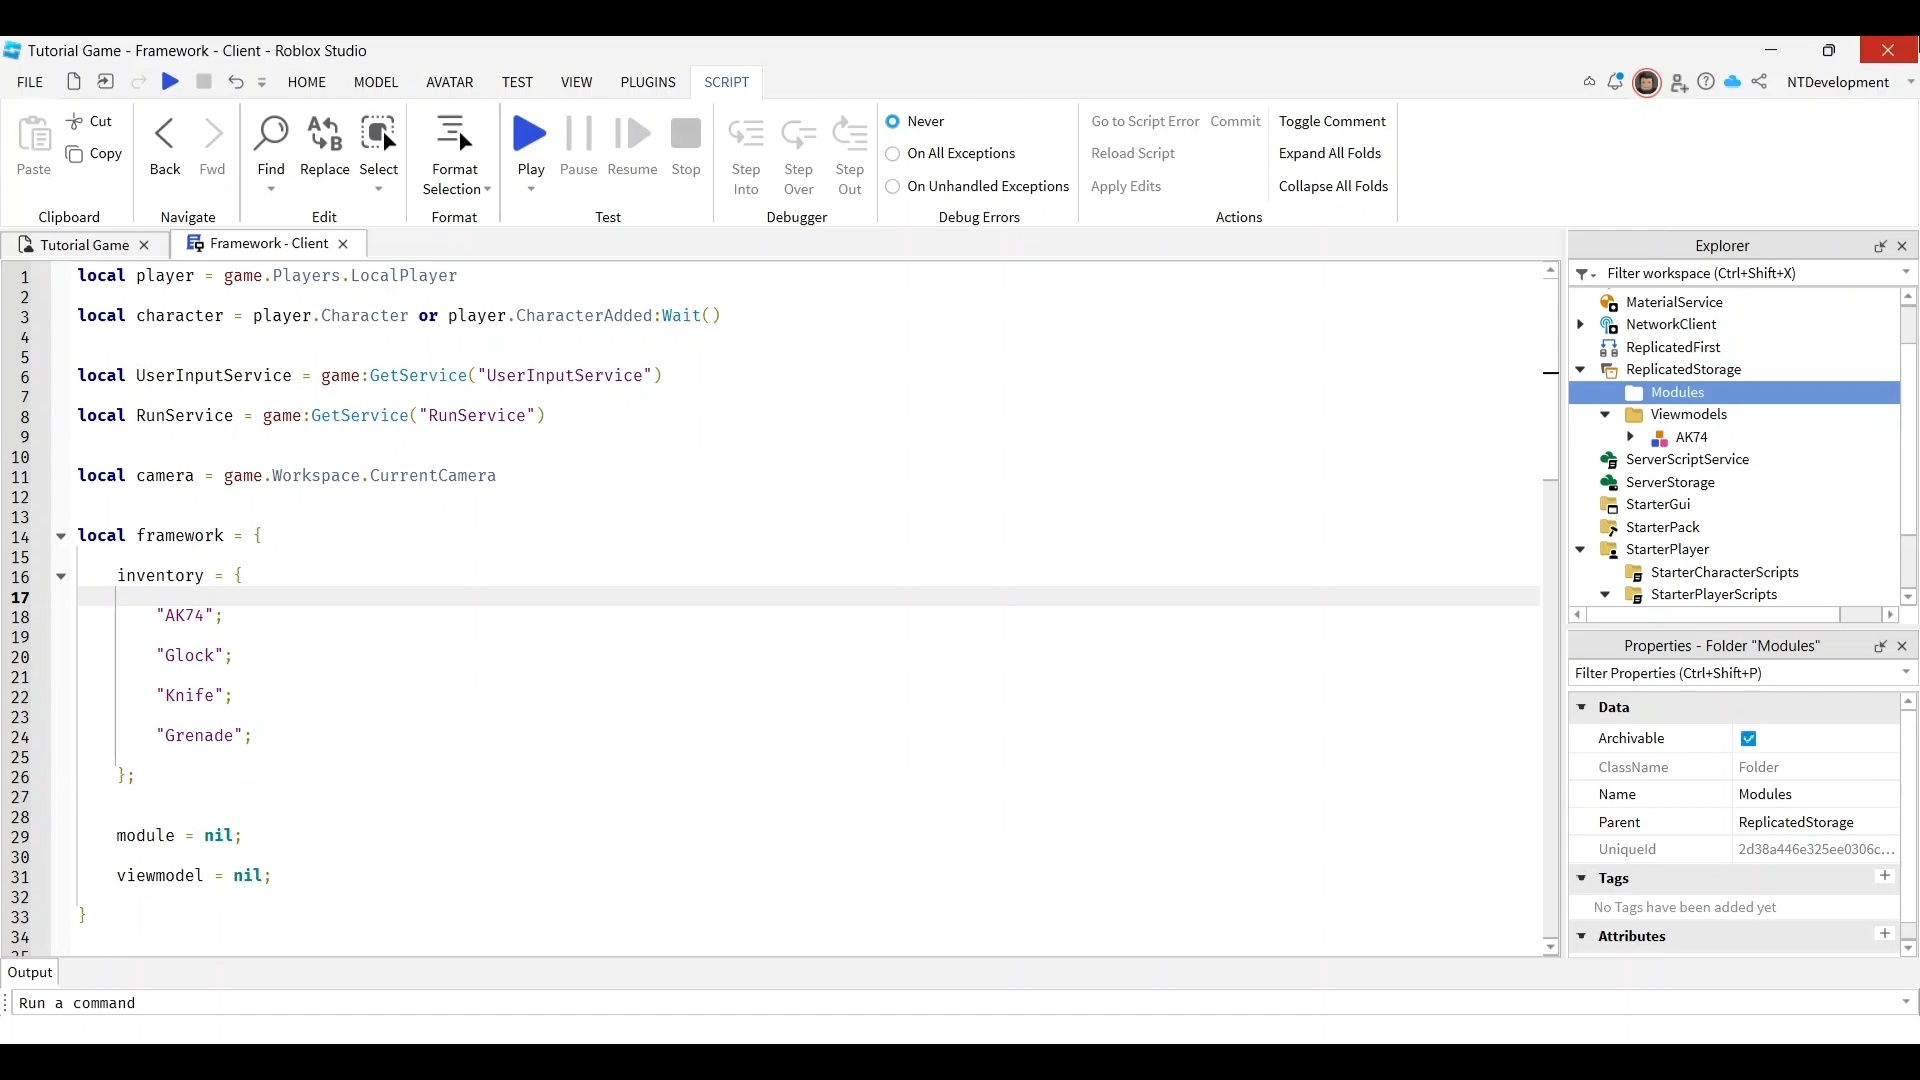 Tutorial Game - Framework - Client - Roblox Studio
FILE HOME MODEL AVATAR TEST VIEW PLUGINS SCRIPT NTDevelopment
Paste Cut Copy Clipboard
Back Fwd Navigate
Find Replace Select Edit
Format Selection Format
Play Pause Resume Stop Test
Step Into Step Over Step Out Debugger
Never
On All Exceptions
On Unhandled Exceptions
Debug Errors
Go to Script Error Commit Toggle Comment
Reload Script Expand All Folds
Apply Edits Collapse All Folds
Actions
Tutorial Game Framework - Client
1 local player = game.Players.LocalPlayer
2
3 local character = player.Character or player.CharacterAdded:Wait()
4
5
6 local UserInputService = game:GetService("UserInputService")
7
8 local RunService = game:GetService("RunService")
9
10
11 local camera = game.Workspace.CurrentCamera
12
13
14 local framework = {
15
16 inventory = {
17
18 "AK74";
19
20 "Glock";
21
22 "Knife";
23
24 "Grenade";
25
26 };
27
28
29 module = nil;
30
31 viewmodel = nil;
32
33 }
34
Explorer
Filter workspace (Ctrl+Shift+X)
MaterialService
NetworkClient
ReplicatedFirst
ReplicatedStorage
Modules
Viewmodels
AK74
ServerScriptService
ServerStorage
StarterGui
StarterPack
StarterPlayer
StarterCharacterScripts
StarterPlayerScripts
Properties - Folder "Modules"
Filter Properties (Ctrl+Shift+P)
Data
Archivable
ClassName Folder
Name Modules
Parent ReplicatedStorage
UniqueId 2d38a446e325ee0306c...
Tags
No Tags have been added yet
Attributes
Output
Run a command